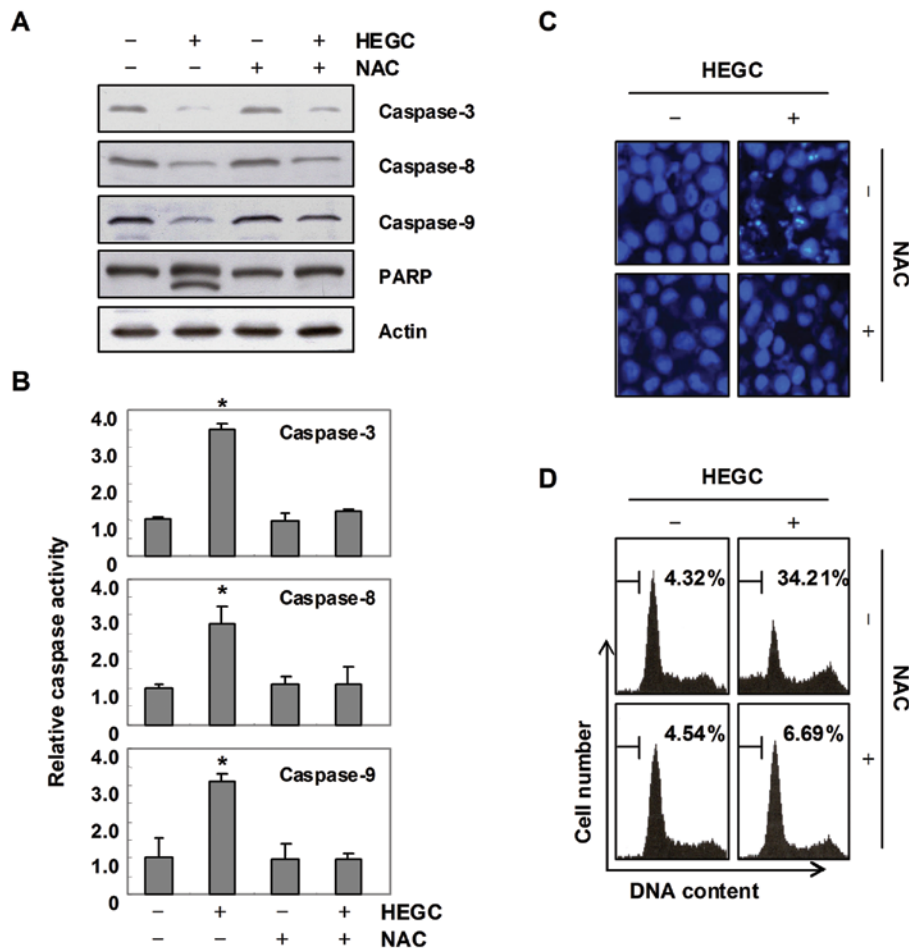 A
– + – + HEGC
– – + + NAC
Caspase-3
Caspase-8
Caspase-9
PARP
Actin
B
Relative caspase activity
4.0
3.0
2.0
1.0
0
*
Caspase-3
4.0
3.0
2.0
1.0
0
*
Caspase-8
4.0
3.0
2.0
1.0
0
*
Caspase-9
– + – + HEGC
– – + + NAC
C
HEGC
– +
–
+
NAC
D
HEGC
– +
4.32%
34.21%
4.54%
6.69%
–
+
NAC
Cell number
DNA content